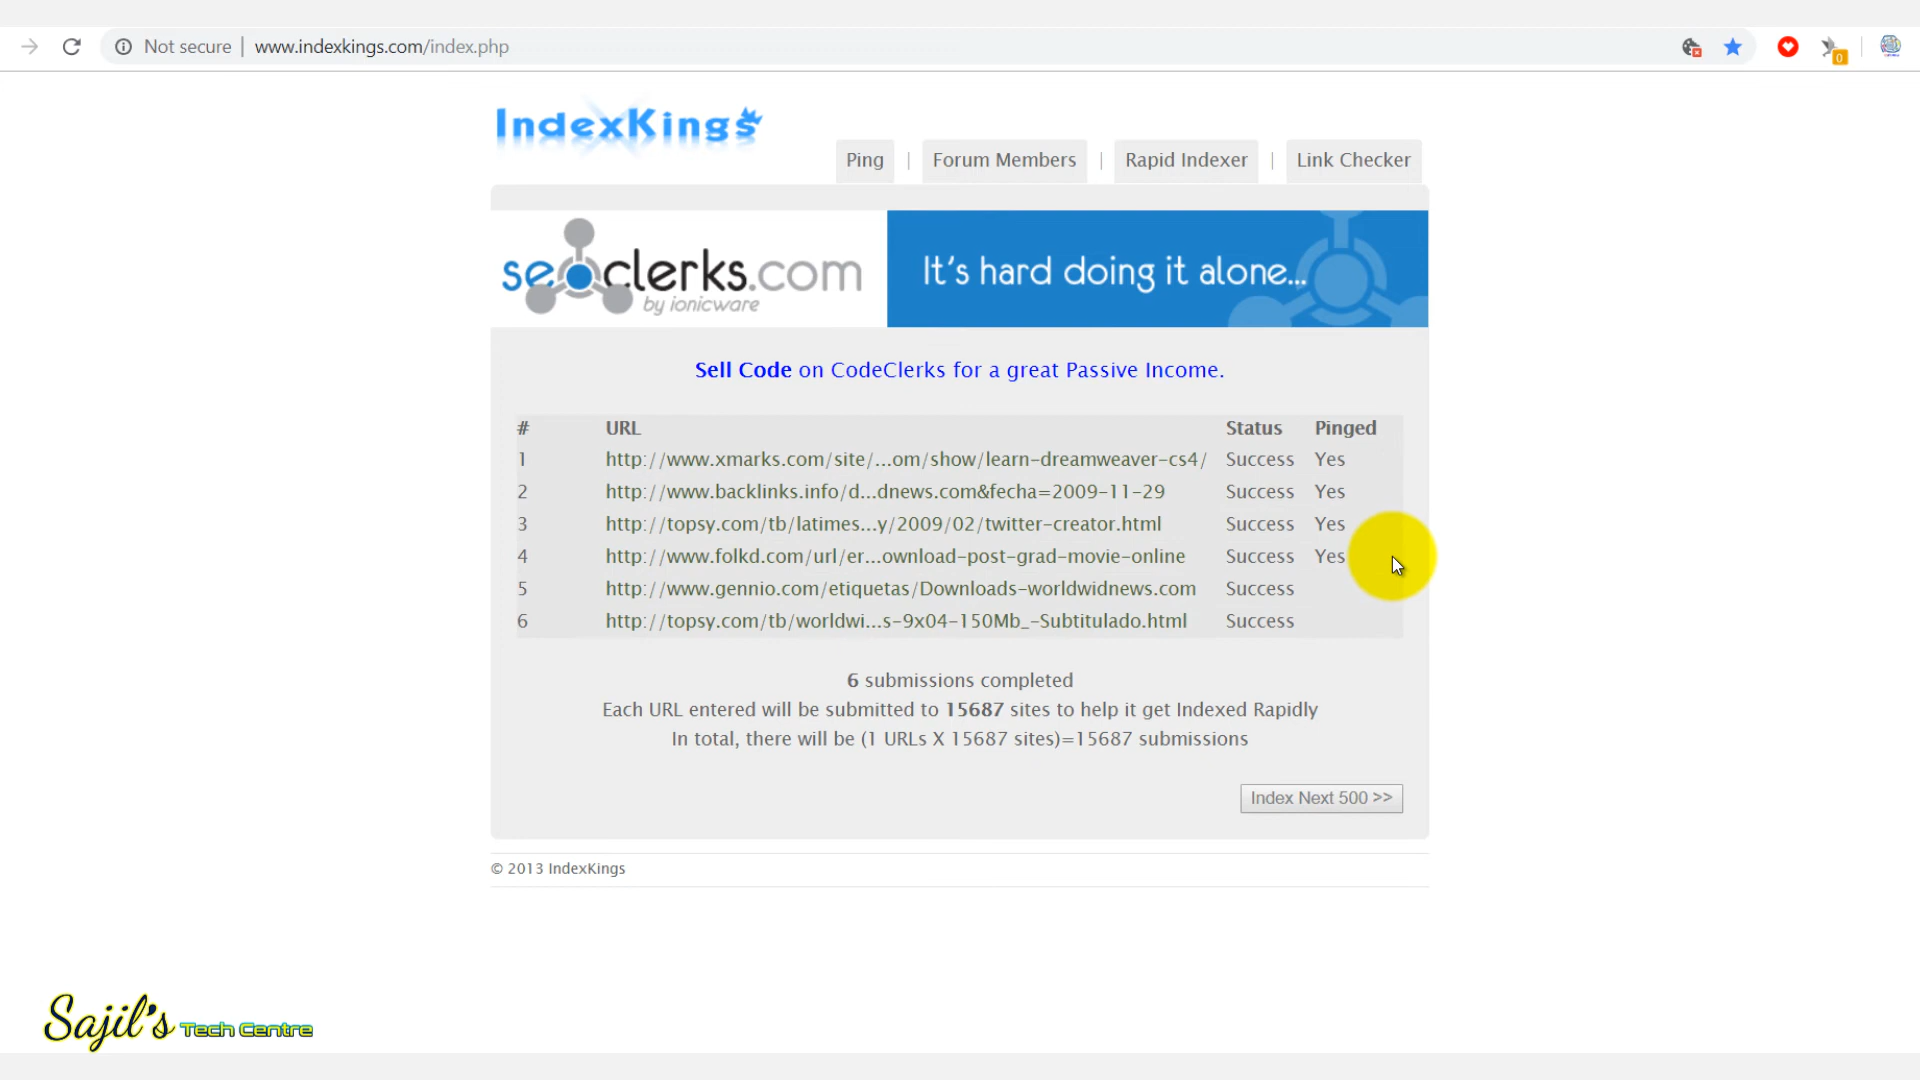 Not secure | www.indexkings.com/index.php
0
IndexKings
Ping | Forum Members | Rapid Indexer | Link Checker
seoclerks.com
by ionicware
It's hard doing it alone...
Sell Code on CodeClerks for a great Passive Income.
# URL Status Pinged
1 http://www.xmarks.com/site/...om/show/learn-dreamweaver-cs4/ Success Yes
2 http://www.backlinks.info/d...dnews.com&fecha=2009-11-29 Success Yes
3 http://topsy.com/tb/latimes...y/2009/02/twitter-creator.html Success Yes
4 http://www.folkd.com/url/er...ownload-post-grad-movie-online Success Yes
5 http://www.gennio.com/etiquetas/Downloads-worldwidnews.com Success
6 http://topsy.com/tb/worldwi...s-9x04-150Mb_-Subtitulado.html Success
6 submissions completed
Each URL entered will be submitted to 15687 sites to help it get Indexed Rapidly
In total, there will be (1 URLs X 15687 sites)=15687 submissions
Index Next 500 >>
© 2013 IndexKings
Sajil's Tech Centre